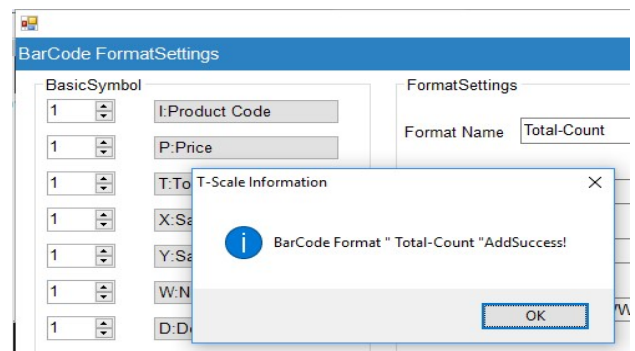 BarCode FormatSettings
BasicSymbol
FormatSettings
1 I:Product Code
Format Name Total-Count
1 P:Price
1 T:To
T-Scale Information
1 X:Sa
BarCode Format " Total-Count "AddSuccess!
1 Y:Sa
1 W:N
OK
1 D:D